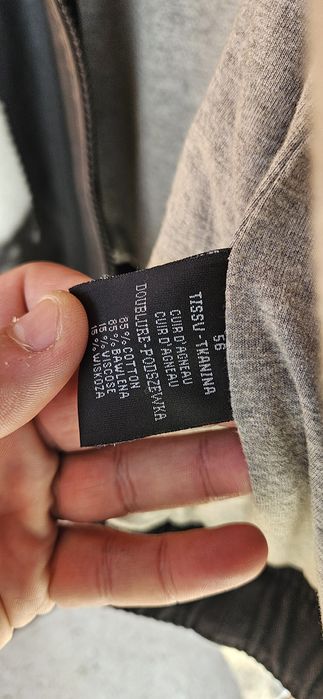 56
TISSU-TKANINA
CUIR D'AGNEAU
CUIR D'AGNEAU
DOUBLURE-PODSZEWKA
85% COTTON
85% BAWEŁNA
15% VISCOSE
15% WISKOZA